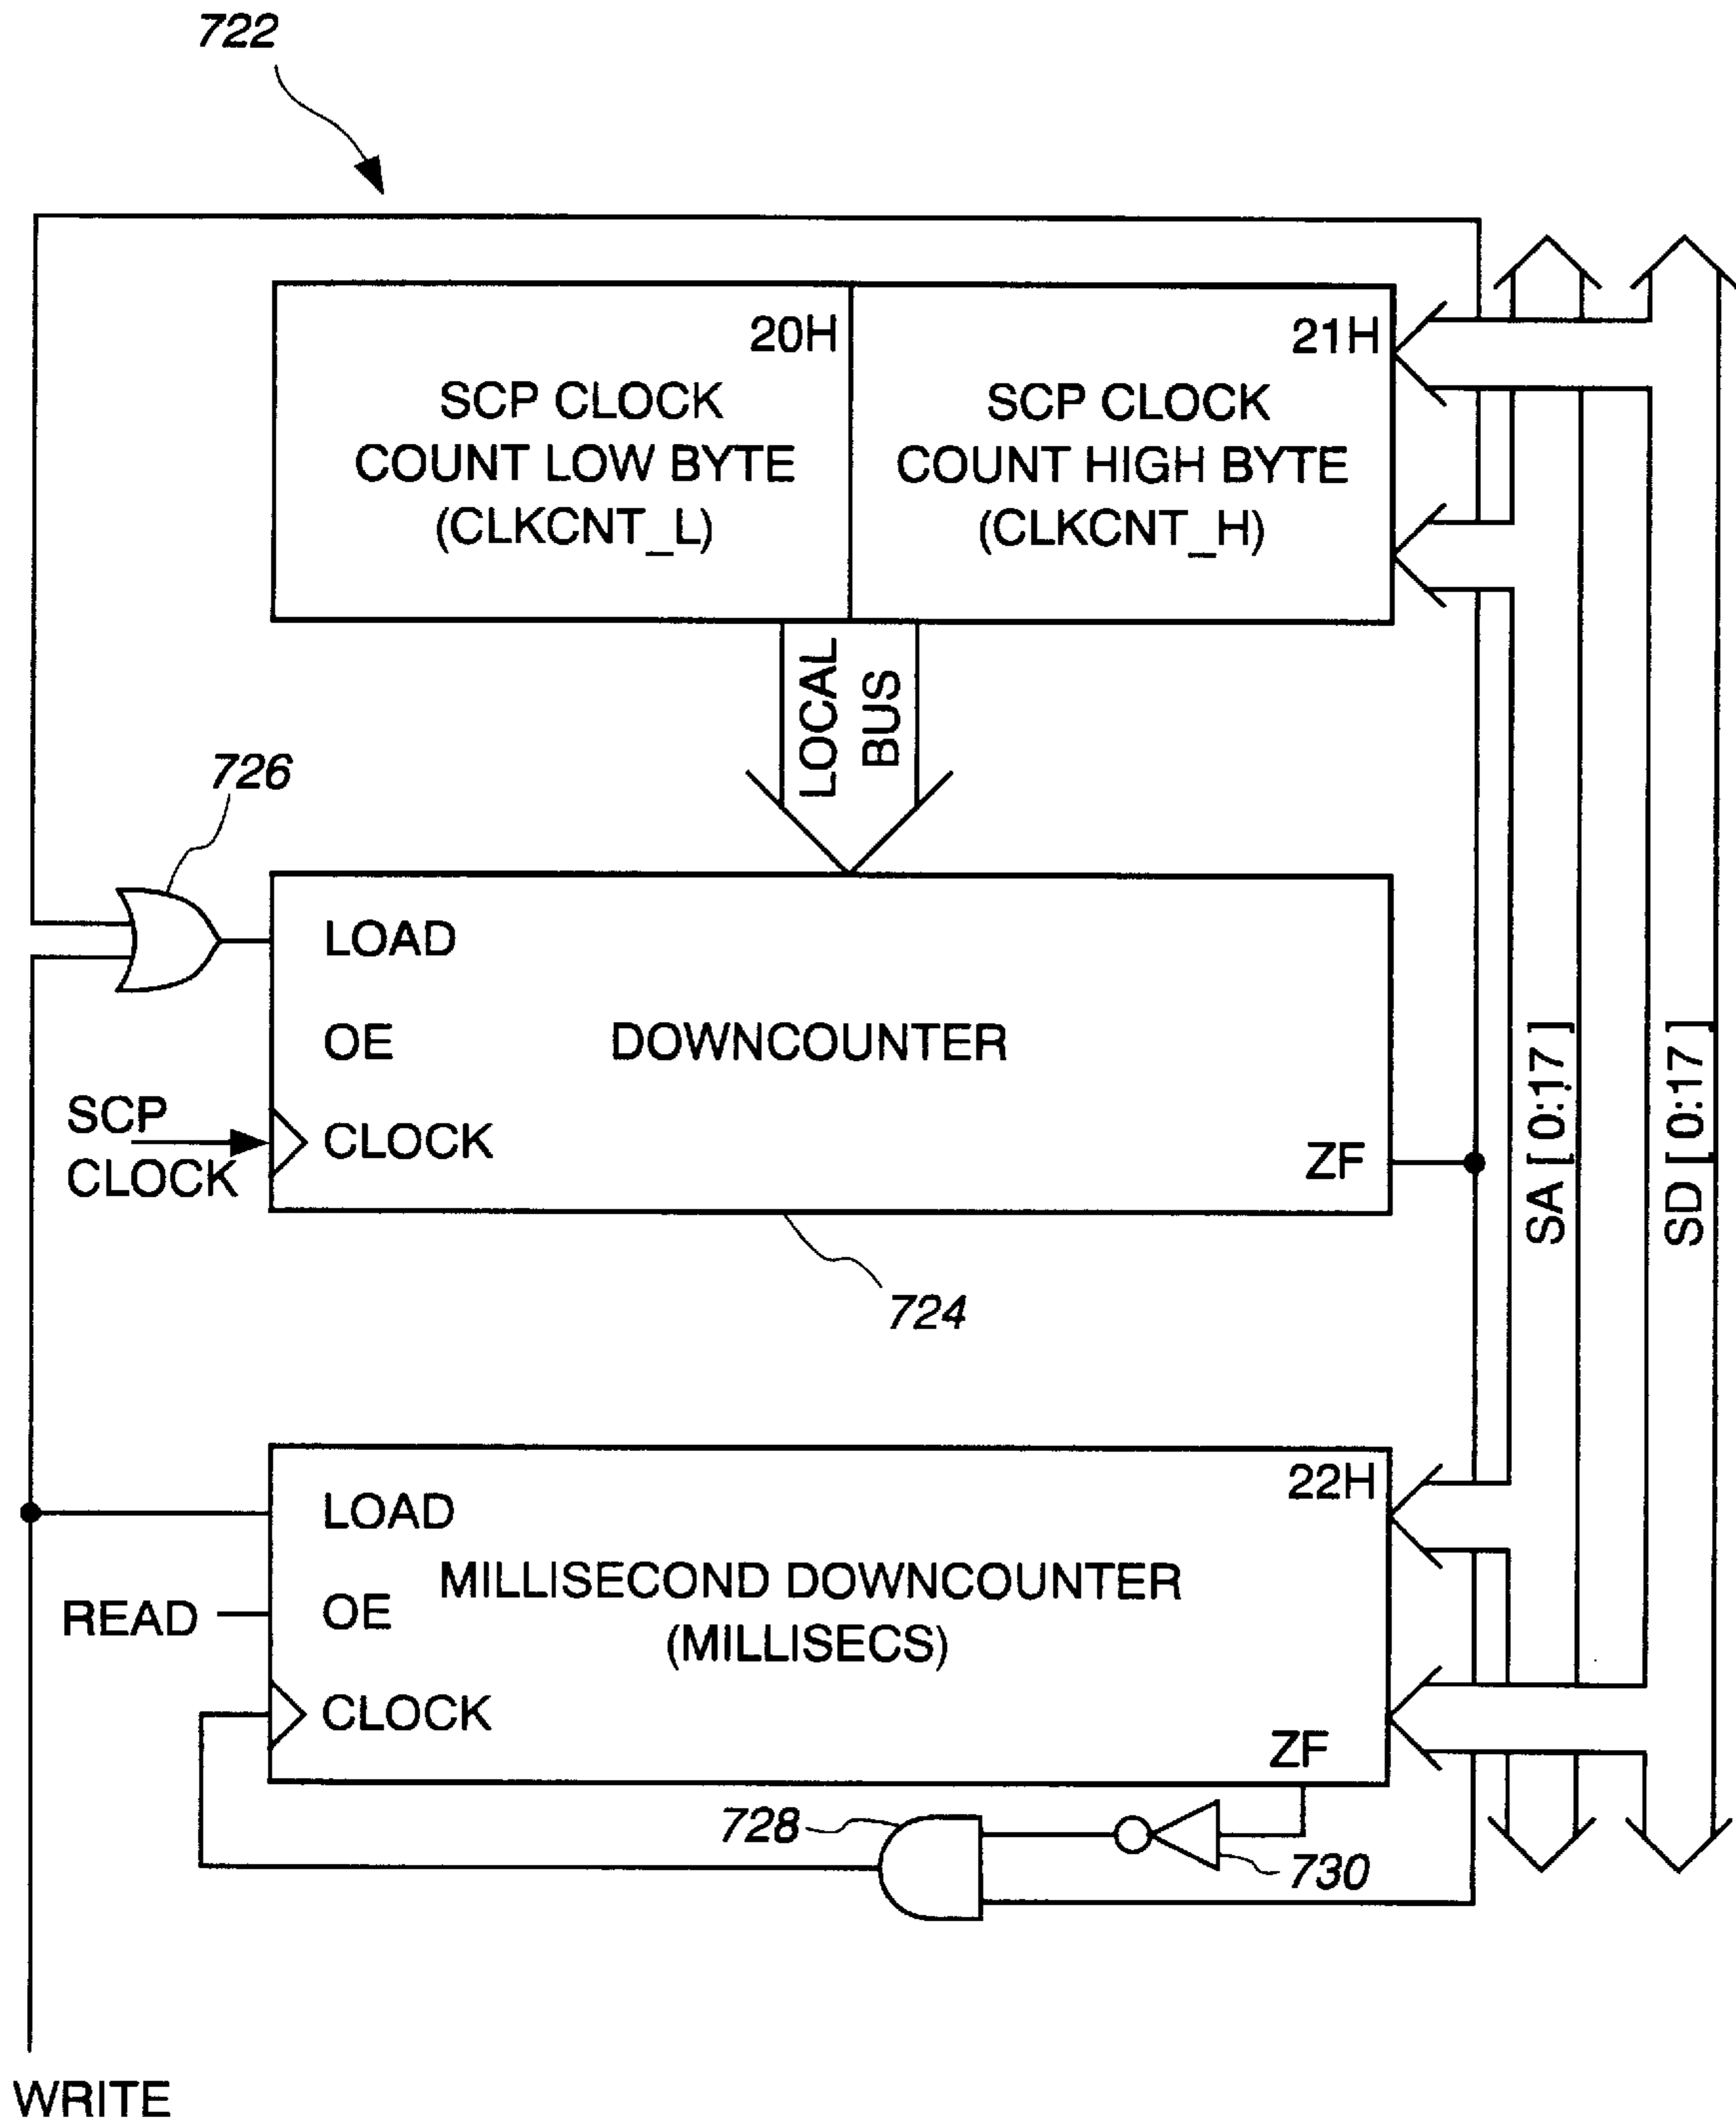 722
20H
21H
SCP CLOCK
COUNT LOW BYTE
(CLKCNT_L)
SCP CLOCK
COUNT HIGH BYTE
(CLKCNT_H)
LOCAL
BUS
726
LOAD
OE
DOWNCOUNTER
SCP
CLOCK
CLOCK
ZF
724
SA [ 0:17 ]
SD [ 0:17 ]
22H
LOAD
MILLISECOND DOWNCOUNTER
(MILLISECS)
READ
OE
CLOCK
ZF
728
730
WRITE